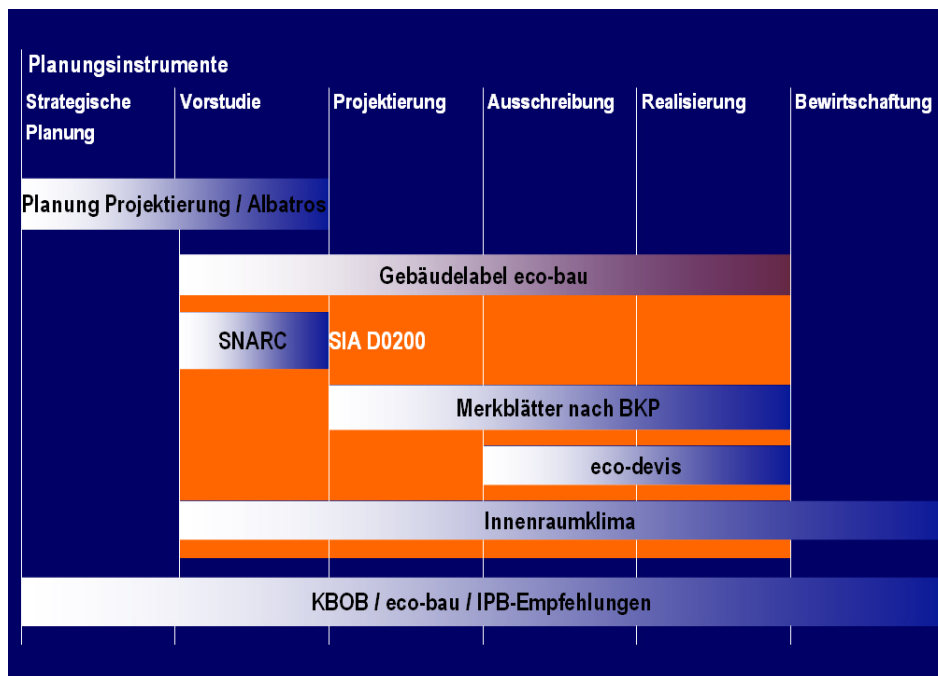 Planungsinstrumente
Strategische Planung
Vorstudie
Projektierung
Ausschreibung
Realisierung
Bewirtschaftung
Planung Projektierung / Albatros
Gebäudelabel eco-bau
SNARC
SIA D0200
Merkblätter nach BKP
eco-devis
Innenraumklima
KBOB / eco-bau / IPB-Empfehlungen